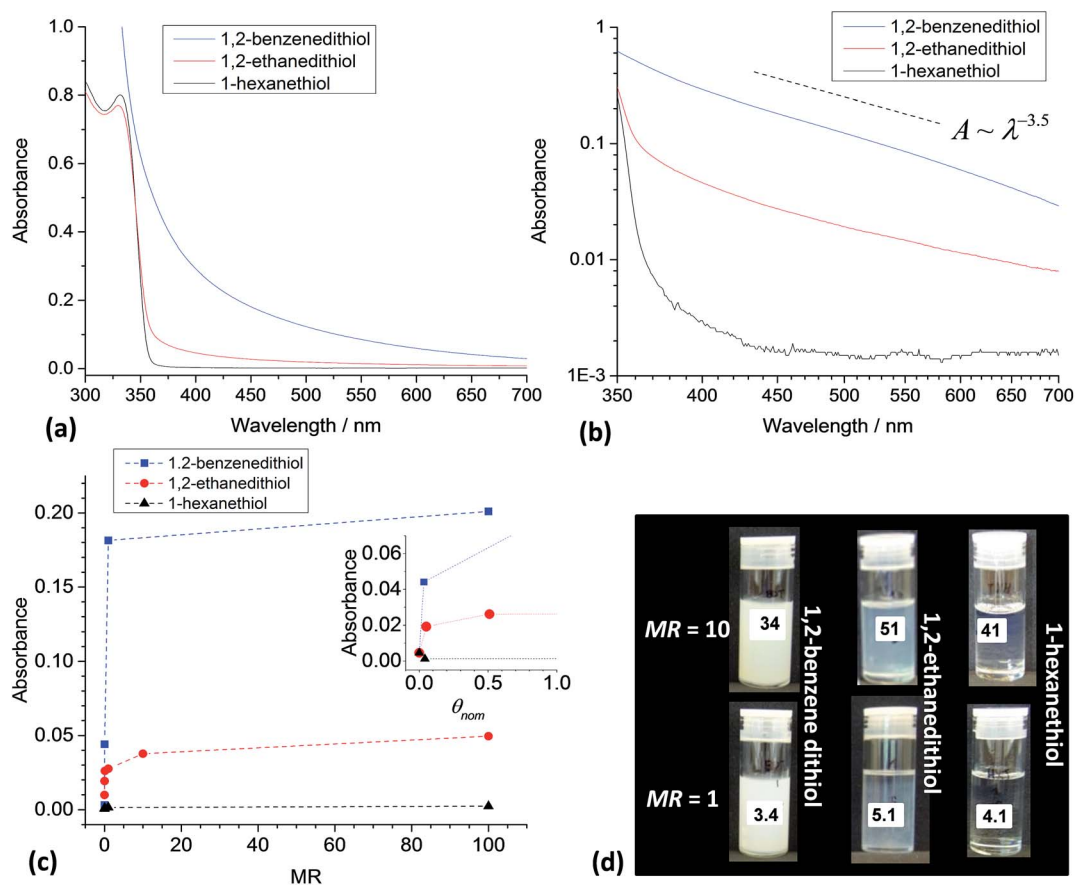 1.0
0.8
0.6
0.4
0.2
0.0
Absorbance
1,2-benzenedithiol
1,2-ethanedithiol
1-hexanethiol
300 350 400 450 500 550 600 650 700
Wavelength / nm
(a)
1
0.1
0.01
1E-3
Absorbance
1,2-benzenedithiol
1,2-ethanedithiol
1-hexanethiol
A ~ λ^−3.5
350 400 450 500 550 600 650 700
Wavelength / nm
(b)
1.2-benzenedithiol
1,2-ethanedithiol
1-hexanethiol
0.20
0.15
0.10
0.05
0.00
Absorbance
0.06
0.04
0.02
0.00
Absorbance
0.0 0.5 1.0
θnom
0 20 40 60 80 100
MR
(c)
MR = 10
34
51
41
1,2-benzene dithiol
1,2-ethanedithiol
1-hexanethiol
MR = 1
3.4
5.1
4.1
(d)